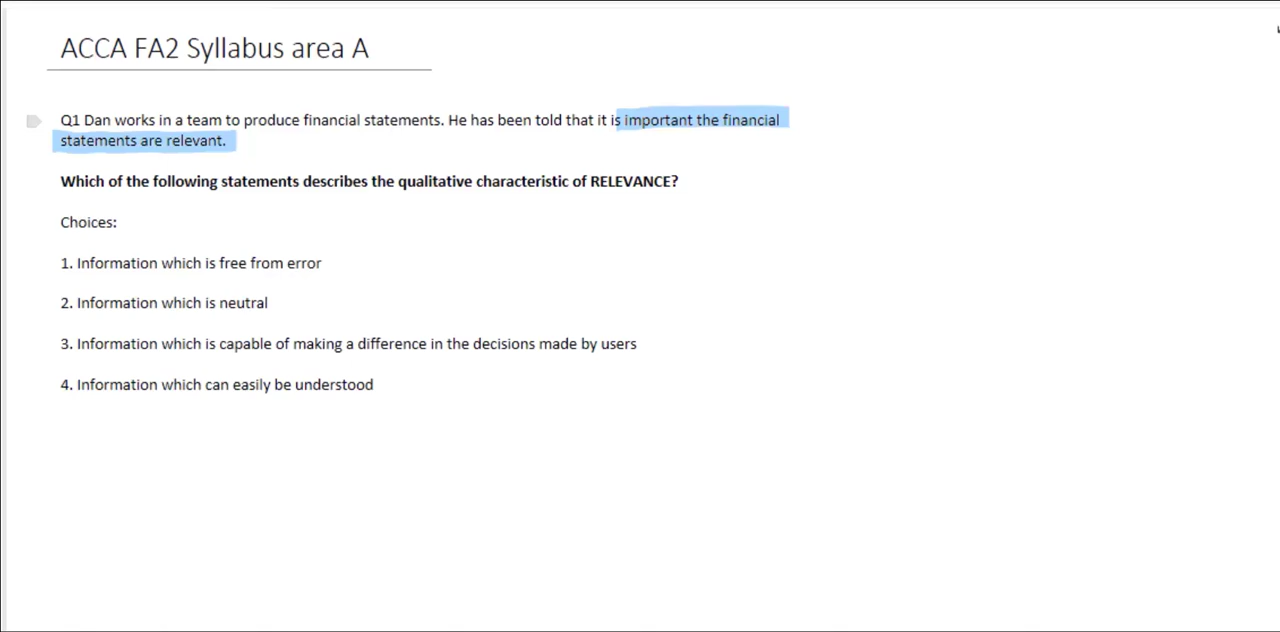 ACCA FA2 Syllabus area A
Q1 Dan works in a team to produce financial statements. He has been told that it is important the financial
statements are relevant.
Which of the following statements describes the qualitative characteristic of RELEVANCE?
Choices:
1. Information which is free from error
2. Information which is neutral
3. Information which is capable of making a difference in the decisions made by users
4. Information which can easily be understood